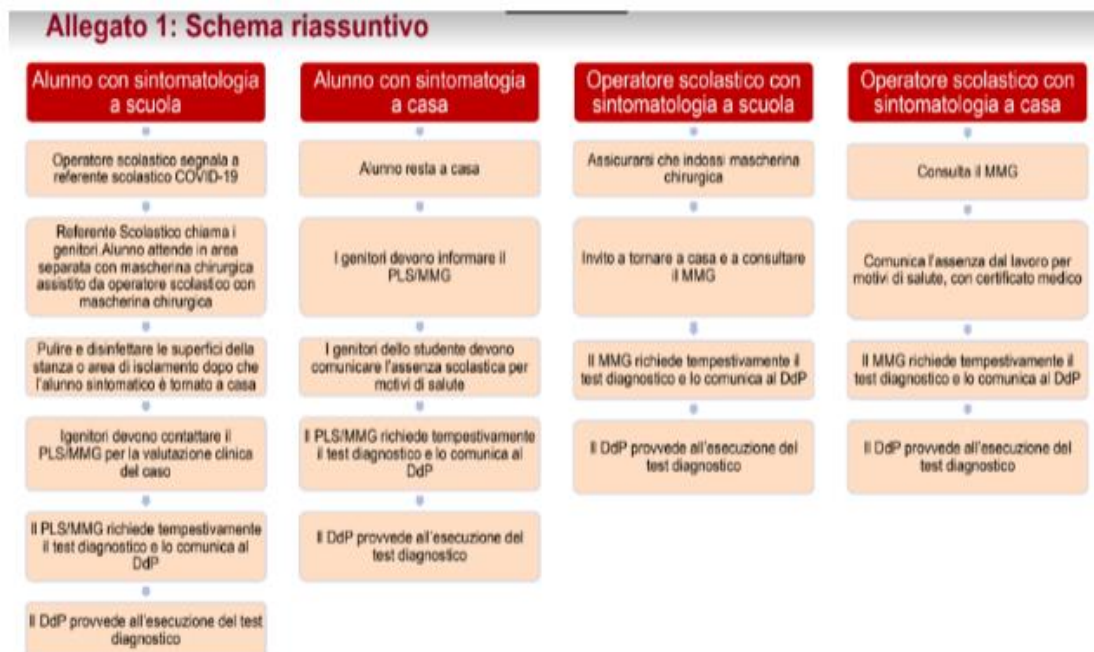 Allegato 1: Schema riassuntivo
Alunno con sintomatologia
a scuola
Operatore scolastico segnala a
referente scolastico COVID-19
Referente Scolastico chiama i
genitori.Alunno attende in area
separata con mascherina chirurgica
assistito da operatore scolastico con
mascherina chirurgica
Pulire e disinfettare le superfici della
stanza o area di isolamento dopo che
l'alunno sintomatico è tornato a casa
Igenitori devono contattare il
PLS/MMG per la valutazione clinica
del caso
Il PLS/MMG richiede tempestivamente
il test diagnostico e lo comunica al
DdP
Il DdP provvede all'esecuzione del test
diagnostico
Alunno con sintomatogia
a casa
Alunno resta a casa
I genitori devono informare il
PLS/MMG
I genitori dello studente devono
comunicare l'assenza scolastica per
motivi di salute
Il PLS/MMG richiede tempestivamente
il test diagnostico e lo comunica al
DdP
Il DdP provvede all'esecuzione del
test diagnostico
Operatore scolastico con
sintomatologia a scuola
Assicurarsi che indossi mascherina
chirurgica
Invito a tornare a casa e a consultare
il MMG
Il MMG richiede tempestivamente il
test diagnostico e lo comunica al DdP
Il DdP provvede all'esecuzione del
test diagnostico
Operatore scolastico con
sintomatologia a casa
Consulta il MMG
Comunica l'assenza dal lavoro per
motivi di salute, con certificato medico
Il MMG richiede tempestivamente il
test diagnostico e lo comunica al DdP
Il DdP provvede all'esecuzione del
test diagnostico